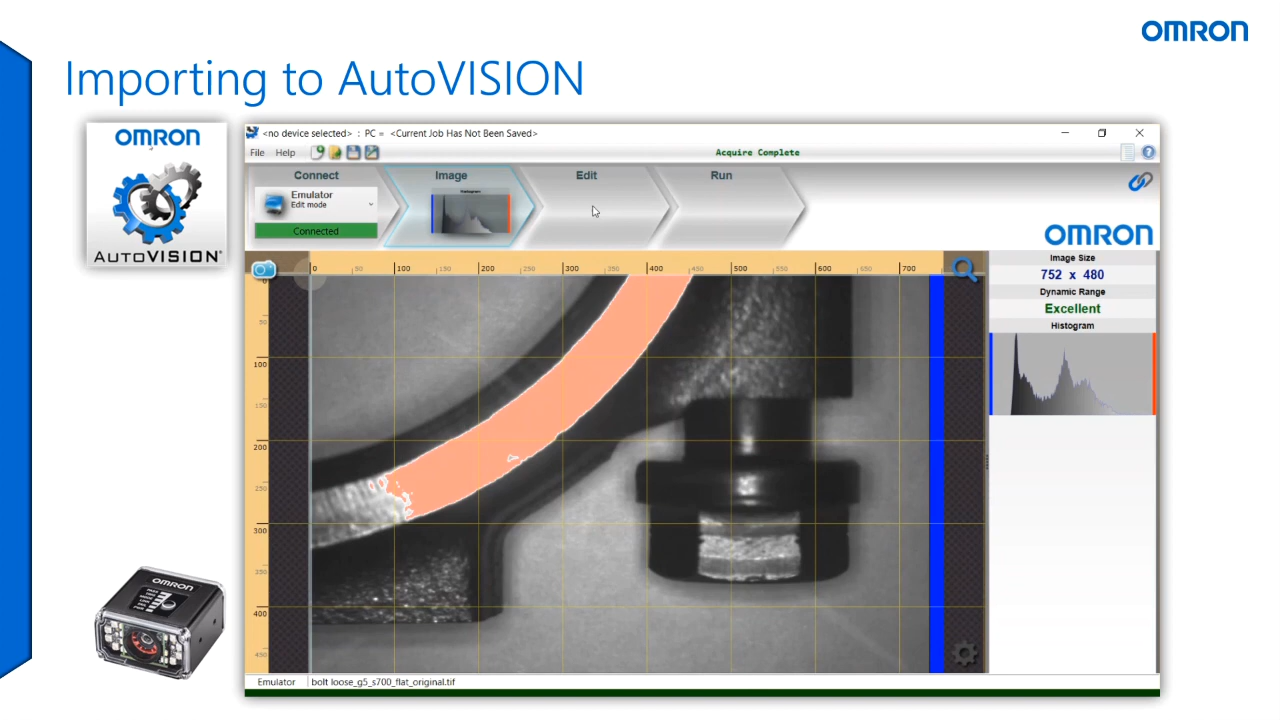 OMRON
Importing to AutoVISION
OMRON
AUTOVISION®
<no device selected> : PC = <Current Job Has Not Been Saved>
File Help
Acquire Complete
Connect Image Edit Run
Emulator
Edit mode
Connected
Histogram
OMRON
0 50 100 150 200 250 300 350 400 450 500 550 600 650 700
0
50
100
150
200
250
300
350
400
450
Image Size
752 x 480
Dynamic Range
Excellent
Histogram
OMRON
Emulator bolt loose_g5_s700_flat_original.tif